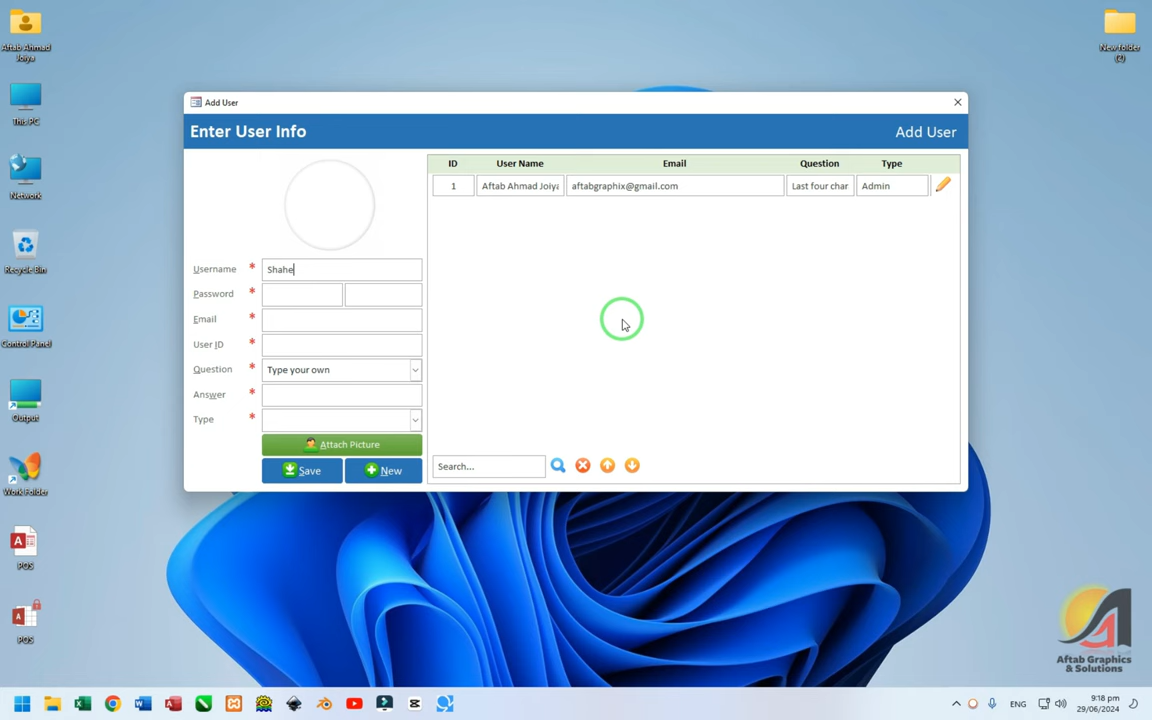 Aftab Ahmad
Joiya
This PC
Network
Recycle Bin
Control Panel
Output
Work Folder
POS
POS
New folder
(2)
Add User
Enter User Info
Add User
Username * Shahe
Password *
Email *
User ID *
Question * Type your own
Answer *
Type *
Attach Picture
Save
New
ID User Name Email Question Type
1 Aftab Ahmad Joiya aftabgraphix@gmail.com Last four char Admin
Search...
Aftab Graphics
& Solutions
ENG
9:18 pm
29/06/2024